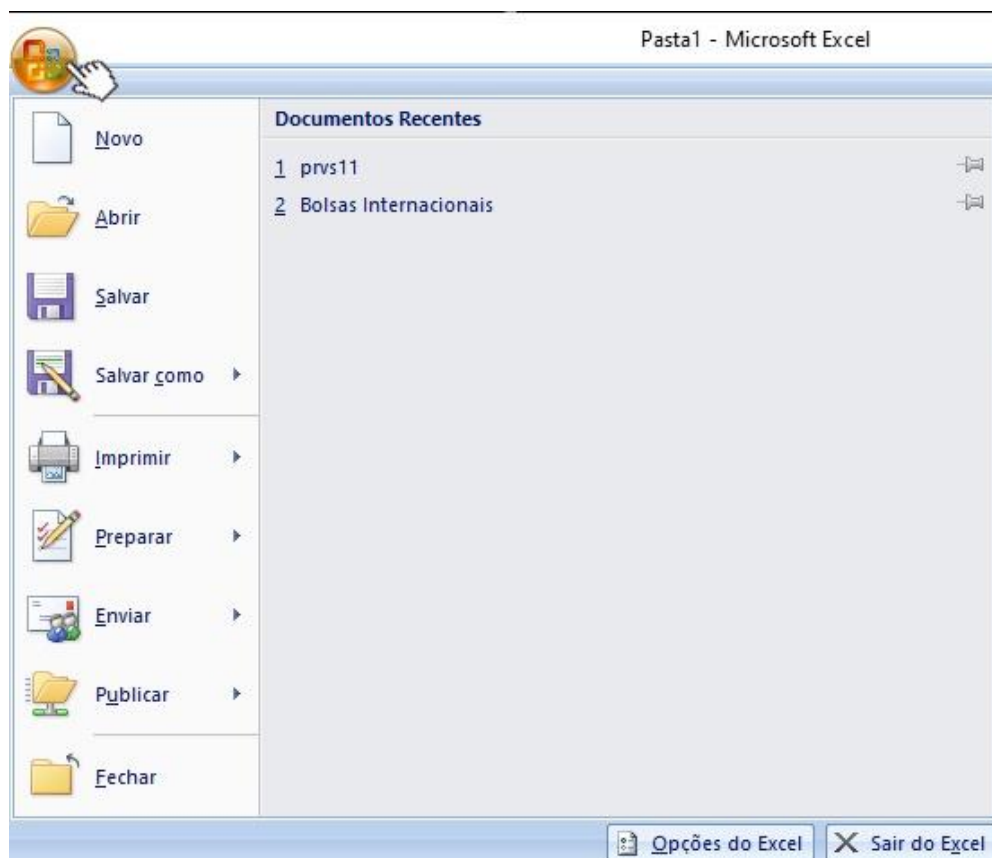 Pasta1 - Microsoft Excel
Novo
Abrir
Salvar
Salvar como
Imprimir
Preparar
Enviar
Publicar
Fechar
Documentos Recentes
1 prvs11
2 Bolsas Internacionais
Opções do Excel
Sair do Excel